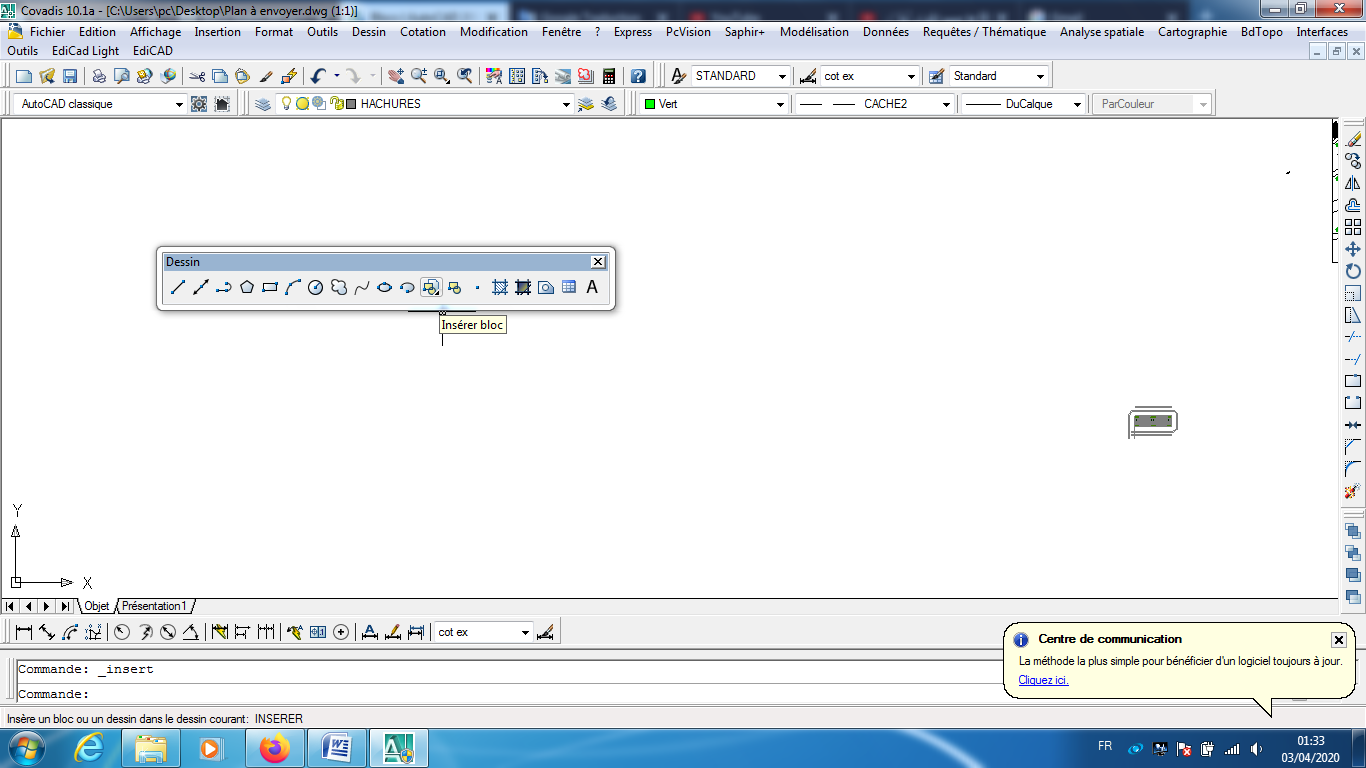 Covadis 10.1a - [C:\Users\pc\Desktop\Plan à envoyer.dwg (1:1)]
Fichier Edition Affichage Insertion Format Outils Dessin Cotation Modification Fenêtre ? Express PcVision Saphir+ Modélisation Données Requêtes / Thématique Analyse spatiale Cartographie BdTopo Interfaces
Outils EdiCad Light EdiCAD
STANDARD cot ex Standard
AutoCAD classique HACHURES Vert CACHE2 DuCalque ParCouleur
Dessin
A
Insérer bloc
Y
X
Objet Présentation1
cot ex
Centre de communication
La méthode la plus simple pour bénéficier d'un logiciel toujours à jour.
Cliquez ici.
Commande: _insert
Commande:
Insère un bloc ou un dessin dans le dessin courant: INSERER
FR
01:33
03/04/2020